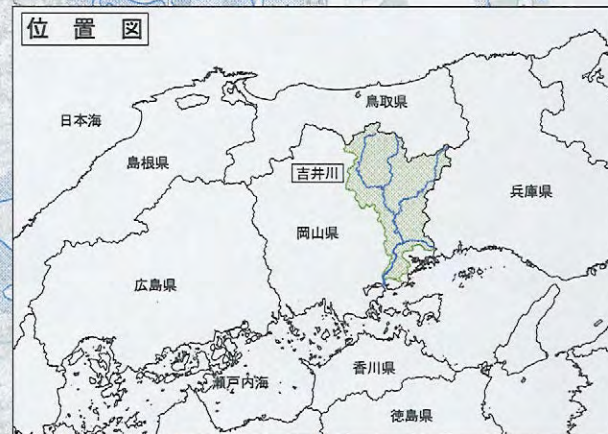 位置図
鳥取県
日本海
島根県
吉井川
兵庫県
岡山県
広島県
香川県
瀬戸内海
徳島県